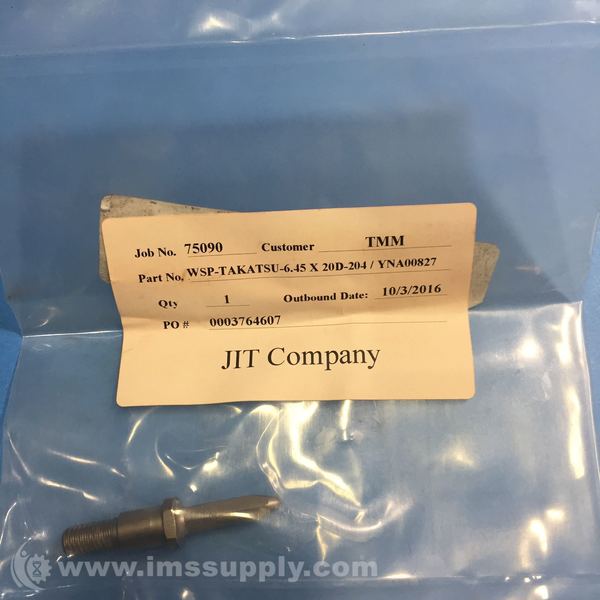 Job No. 75090 Customer TMM
Part No. WSP-TAKATSU-6.45 X 20D-204 / YNA00827
Qty 1 Outbound Date: 10/3/2016
PO # 0003764607
JIT Company
www.imssupply.com